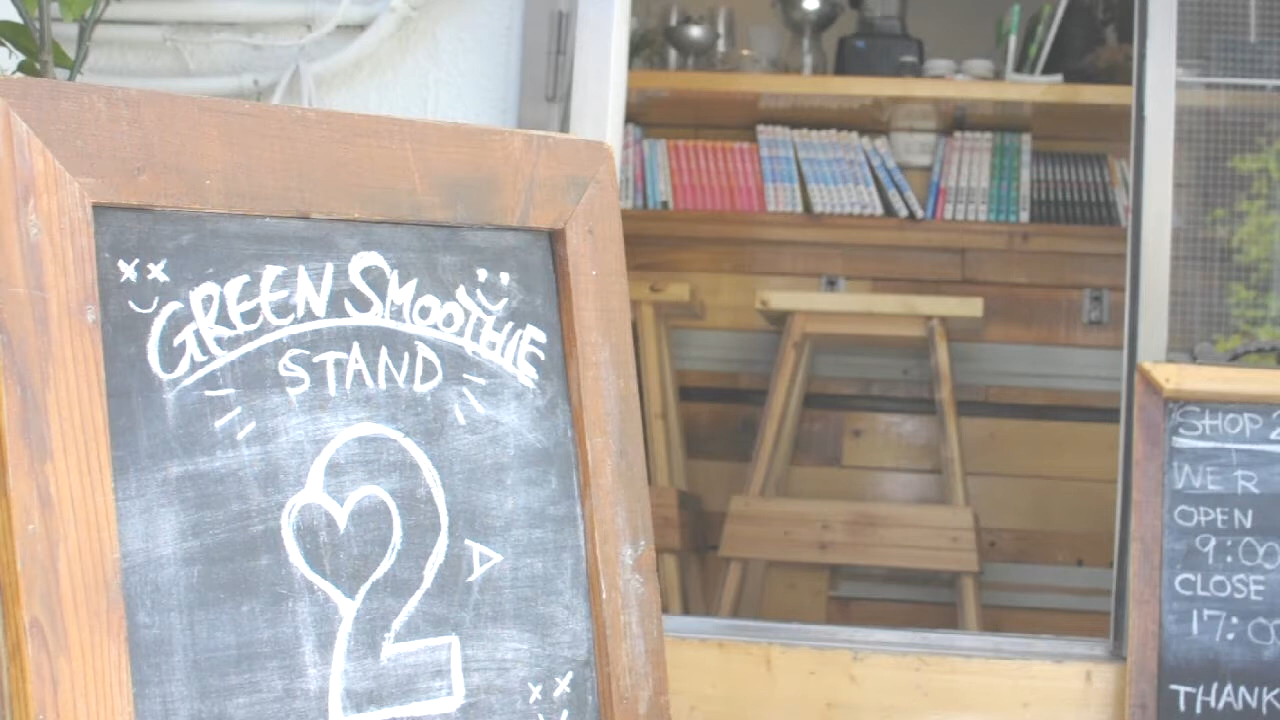 GREEN SMOOTHIE
STAND
2
SHOP 2
WE R
OPEN
9:00
CLOSE
17:00
THANK